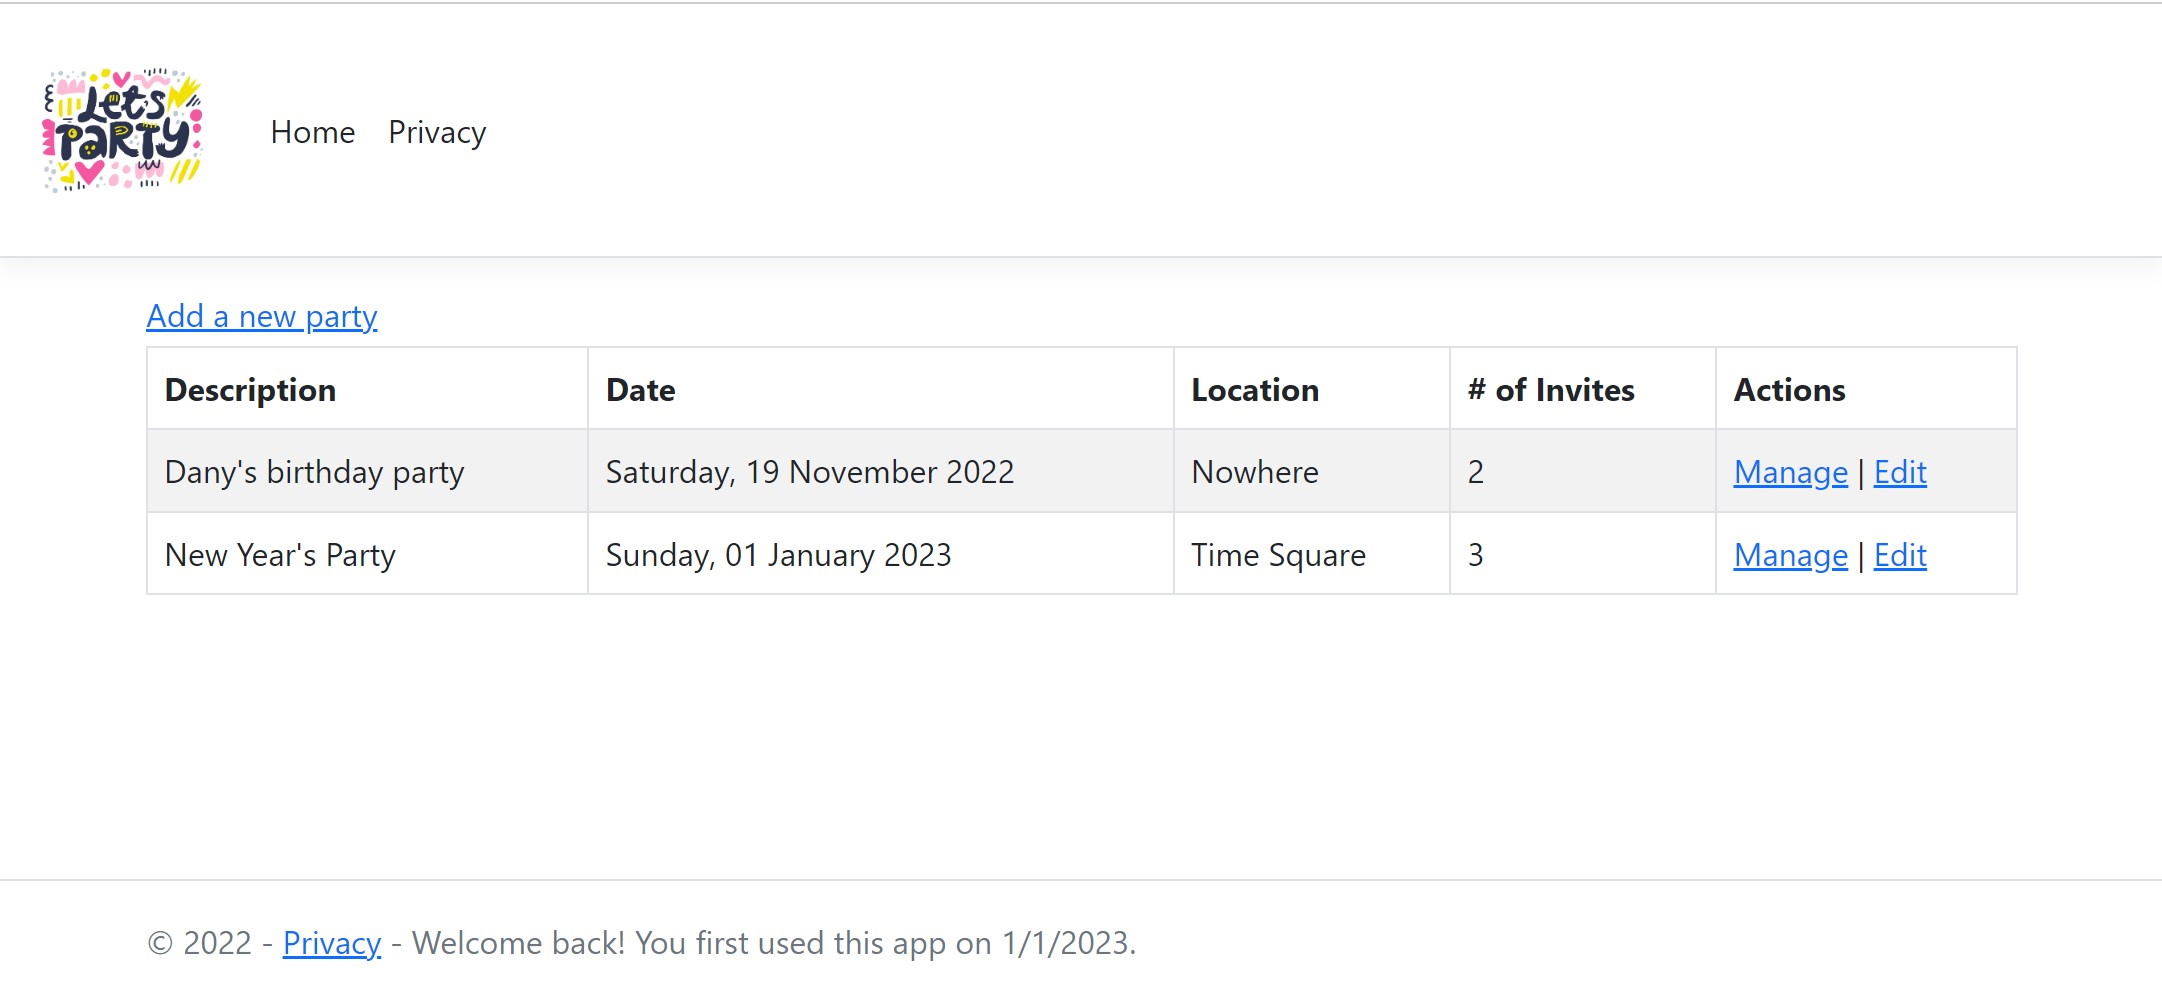 Let's
PARTY
Home Privacy
Add a new party
Description Date Location # of Invites Actions
Dany's birthday party Saturday, 19 November 2022 Nowhere 2 Manage | Edit
New Year's Party Sunday, 01 January 2023 Time Square 3 Manage | Edit
© 2022 - Privacy - Welcome back! You first used this app on 1/1/2023.